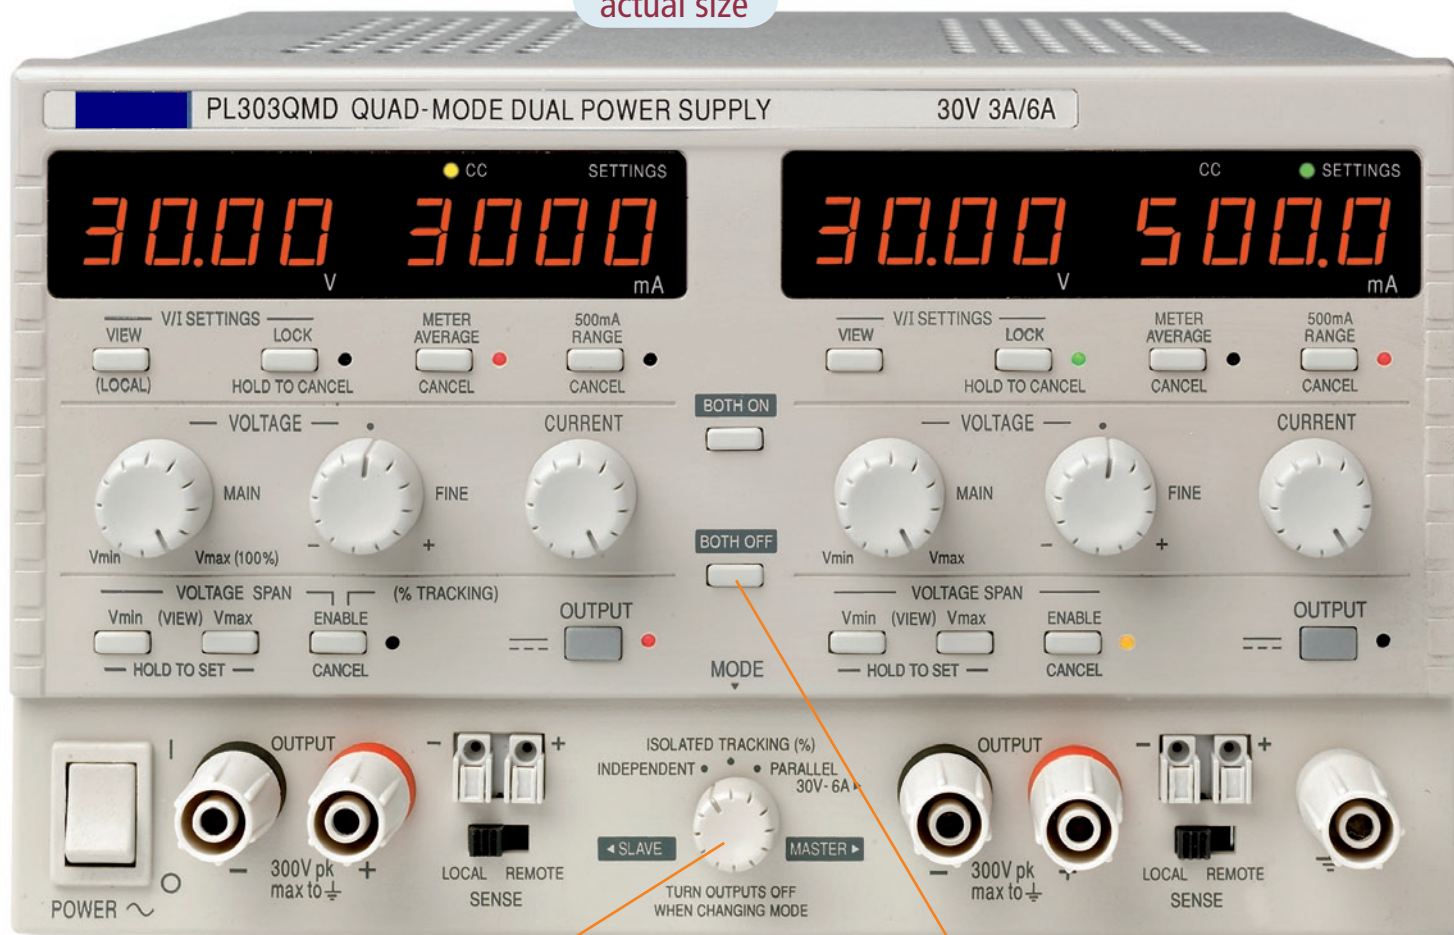 actual size
PL303QMD QUAD-MODE DUAL POWER SUPPLY 30V 3A/6A
CC SETTINGS
30.00 V 3000 mA
CC SETTINGS
30.00 V 500.0 mA
V/I SETTINGS
VIEW
(LOCAL)
LOCK
HOLD TO CANCEL
METER
AVERAGE
CANCEL
500mA
RANGE
CANCEL
V/I SETTINGS
VIEW
LOCK
HOLD TO CANCEL
METER
AVERAGE
CANCEL
500mA
RANGE
CANCEL
VOLTAGE
CURRENT
MAIN
FINE
Vmin
Vmax (100%)
- +
BOTH ON
BOTH OFF
VOLTAGE
CURRENT
MAIN
FINE
Vmin
Vmax
- +
VOLTAGE SPAN
(% TRACKING)
Vmin (VIEW) Vmax
HOLD TO SET
ENABLE
CANCEL
OUTPUT
MODE
VOLTAGE SPAN
Vmin (VIEW) Vmax
HOLD TO SET
ENABLE
CANCEL
OUTPUT
I
O
POWER
OUTPUT
- +
300V pk
max to
- +
LOCAL REMOTE
SENSE
ISOLATED TRACKING (%)
INDEPENDENT
PARALLEL
30V-6A
SLAVE
MASTER
TURN OUTPUTS OFF
WHEN CHANGING MODE
OUTPUT
- +
300V pk
max to
- +
LOCAL REMOTE
SENSE